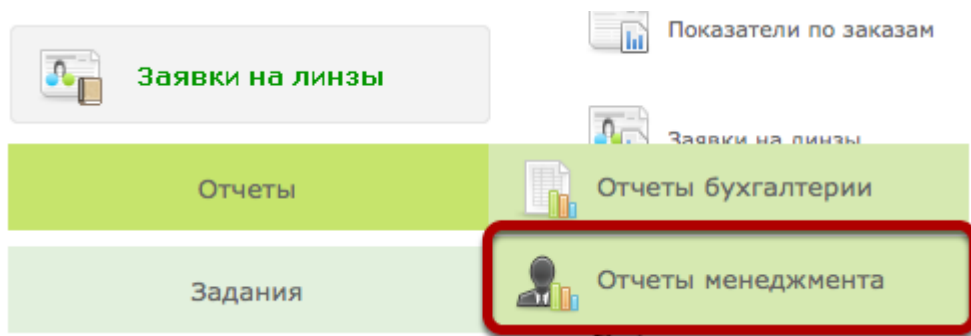 Показатели по заказам
Заявки на линзы
Заявки на линзы
Отчеты
Отчеты бухгалтерии
Отчеты менеджмента
Задания